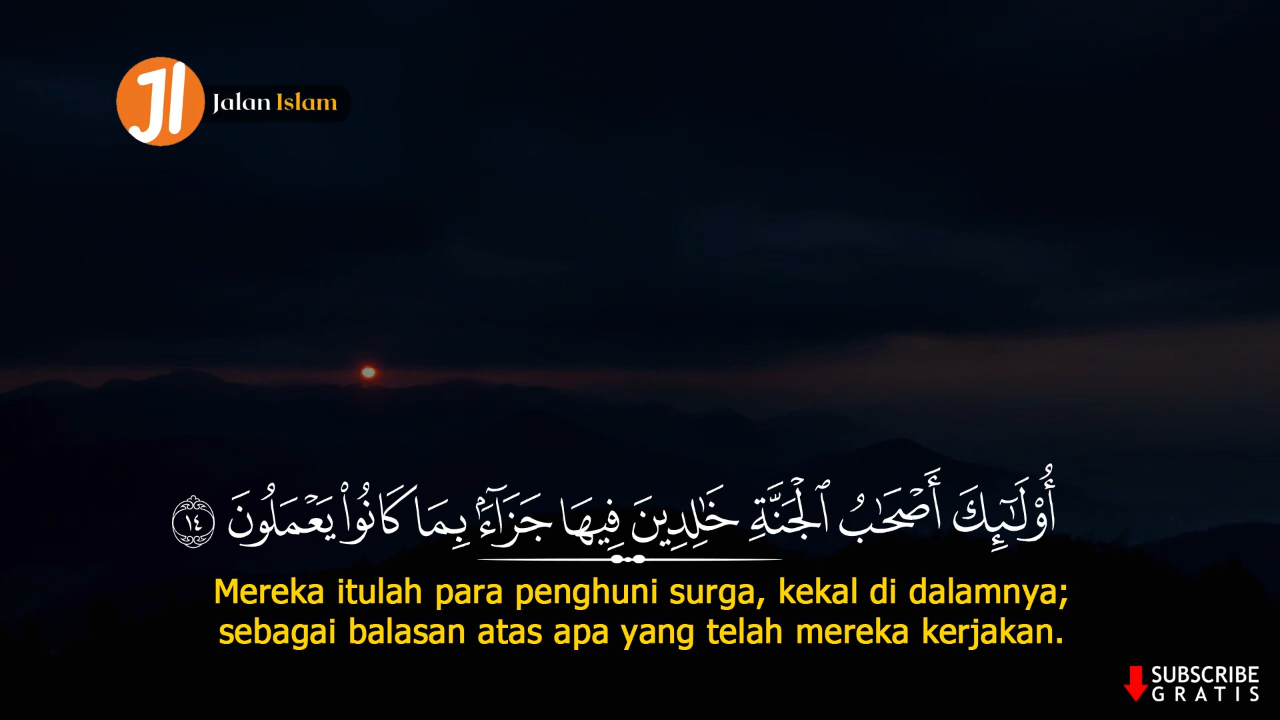 JI Jalan Islam
أُوْلَٰٓئِكَ أَصْحَٰبُ ٱلْجَنَّةِ خَٰلِدِينَ فِيهَا جَزَآءًۢ بِمَا كَانُوا۟ يَعْمَلُونَ ١٤
Mereka itulah para penghuni surga, kekal di dalamnya;
sebagai balasan atas apa yang telah mereka kerjakan.
SUBSCRIBE
GRATIS